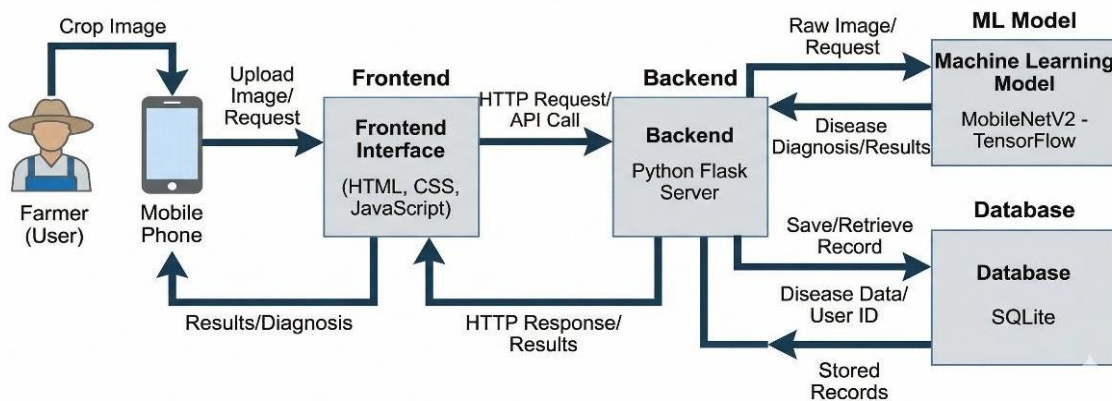 Crop Image
Farmer
(User)
Mobile
Phone
Upload
Image/
Request
Results/Diagnosis
Frontend
Frontend
Interface
(HTML, CSS,
JavaScript)
HTTP Request/
API Call
HTTP Response/
Results
Backend
Backend
Python Flask
Server
Raw Image/
Request
Disease
Diagnosis/Results
ML Model
Machine Learning
Model
MobileNetV2 -
TensorFlow
Save/Retrieve
Record
Disease Data/
User ID
Stored
Records
Database
Database
SQLite